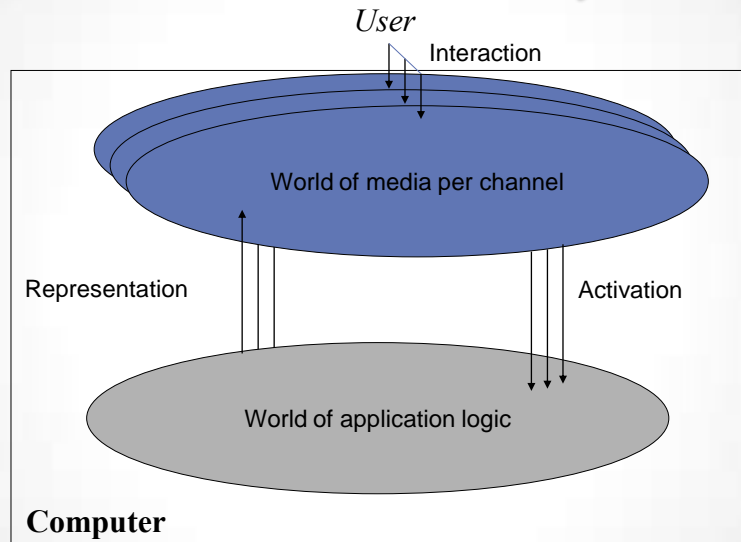 User
Interaction
World of media per channel
Representation
Activation
World of application logic
Computer